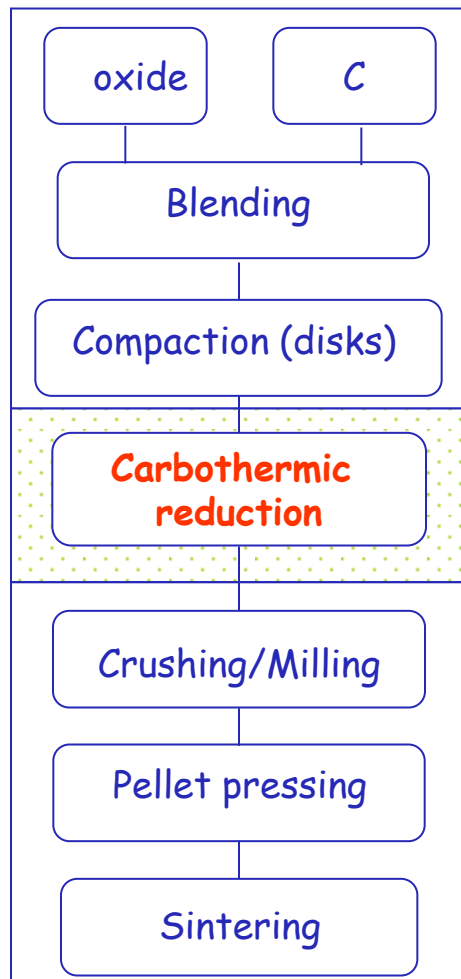 oxide
C
Blending
Compaction (disks)
Carbothermic
reduction
Crushing/Milling
Pellet pressing
Sintering